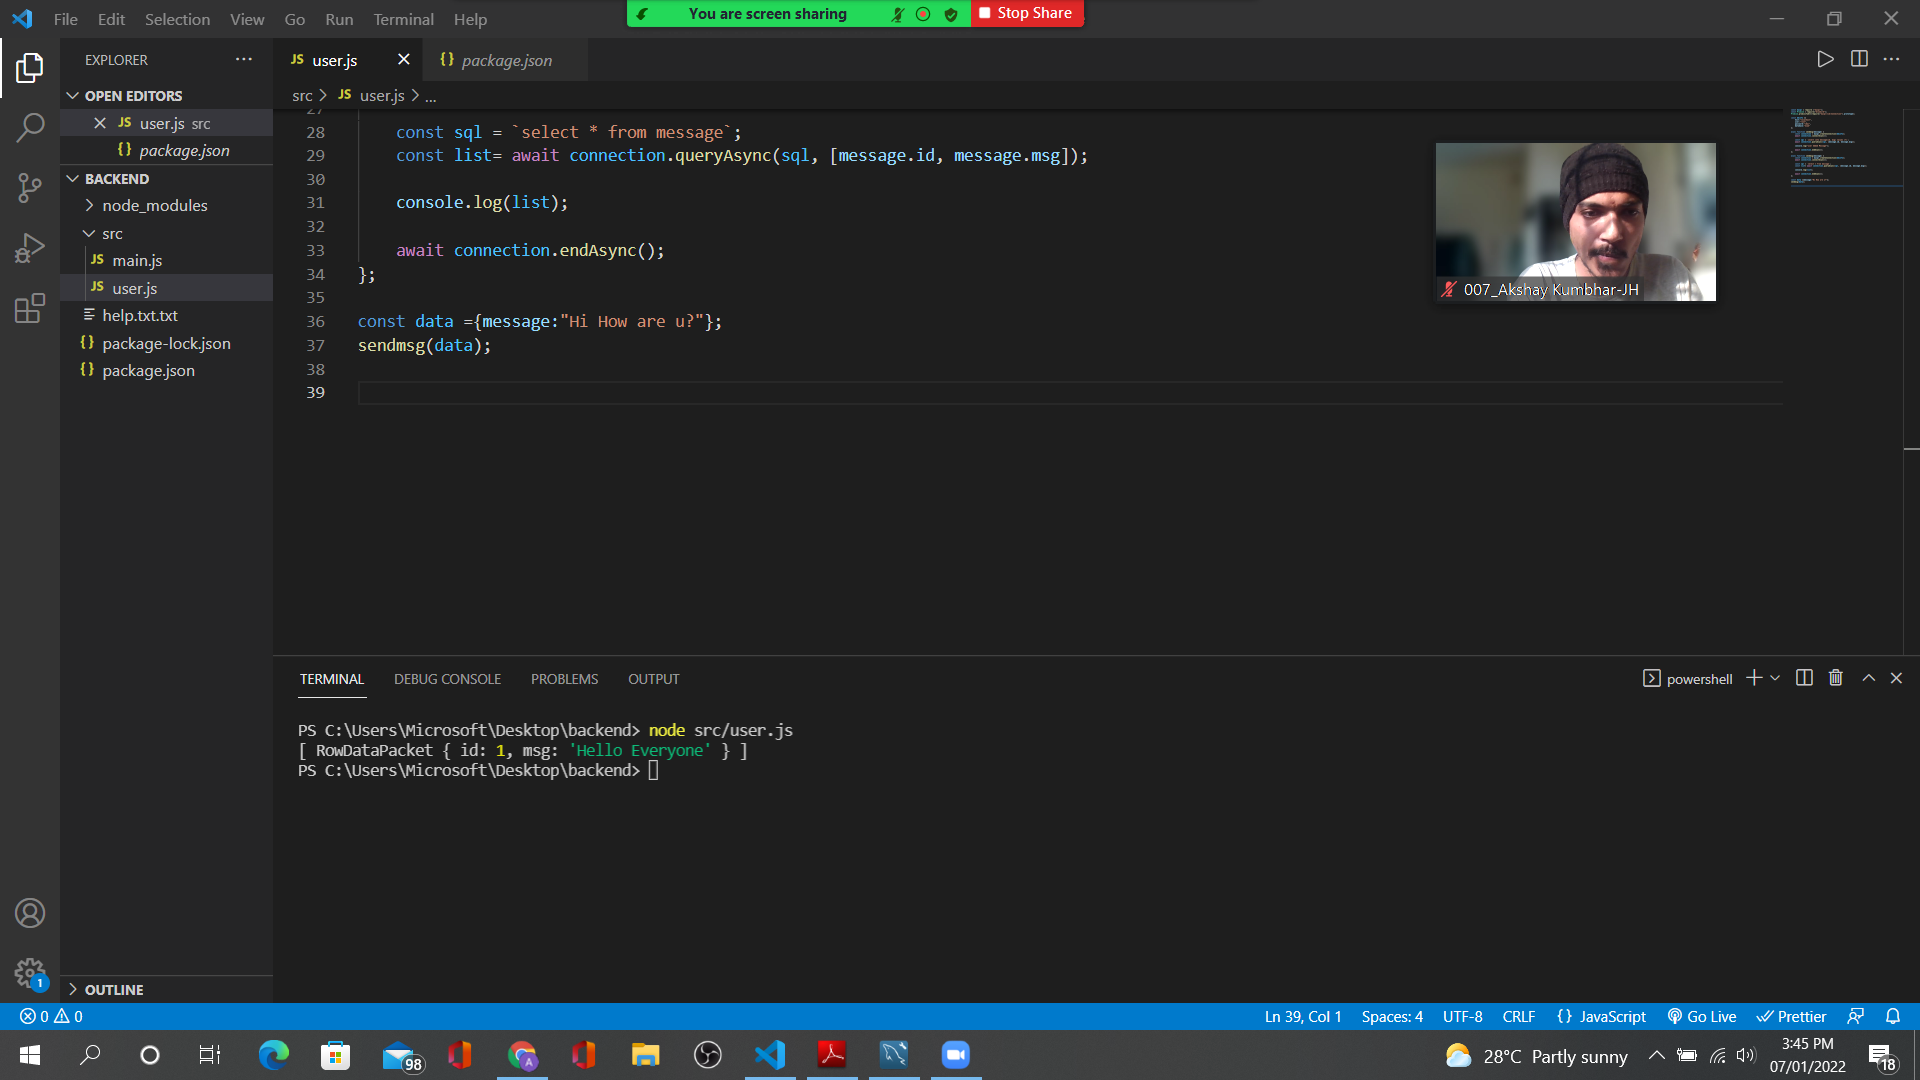 File Edit Selection View Go Run Terminal Help
You are screen sharing
Stop Share
EXPLORER
JS user.js
{} package.json
OPEN EDITORS
src > JS user.js > ...
JS user.js src
{} package.json
BACKEND
node_modules
src
JS main.js
JS user.js
help.txt.txt
{} package-lock.json
{} package.json
27
28 const sql = `select * from message`;
29 const list= await connection.queryAsync(sql, [message.id, message.msg]);
30
31 console.log(list);
32
33 await connection.endAsync();
34 };
35
36 const data ={message:"Hi How are u?"};
37 sendmsg(data);
38
39
007_Akshay Kumbhar-JH
TERMINAL DEBUG CONSOLE PROBLEMS OUTPUT
powershell
PS C:\Users\Microsoft\Desktop\backend> node src/user.js
[ RowDataPacket { id: 1, msg: 'Hello Everyone' } ]
PS C:\Users\Microsoft\Desktop\backend>
1
OUTLINE
0 0
Ln 39, Col 1 Spaces: 4 UTF-8 CRLF {} JavaScript Go Live Prettier
98
A
28°C Partly sunny
3:45 PM
07/01/2022
18